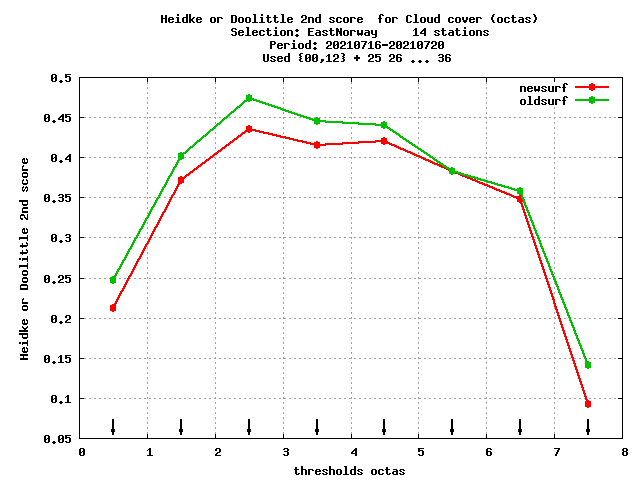 Heidke or Doolittle 2nd score  for Cloud cover (octas)
Selection: EastNorway     14 stations
Period: 20210716-20210720
Used {00,12} + 25 26 ... 36
newsurf
oldsurf
Heidke or Doolittle 2nd score
0.5
0.45
0.4
0.35
0.3
0.25
0.2
0.15
0.1
0.05
0 1 2 3 4 5 6 7 8
thresholds octas